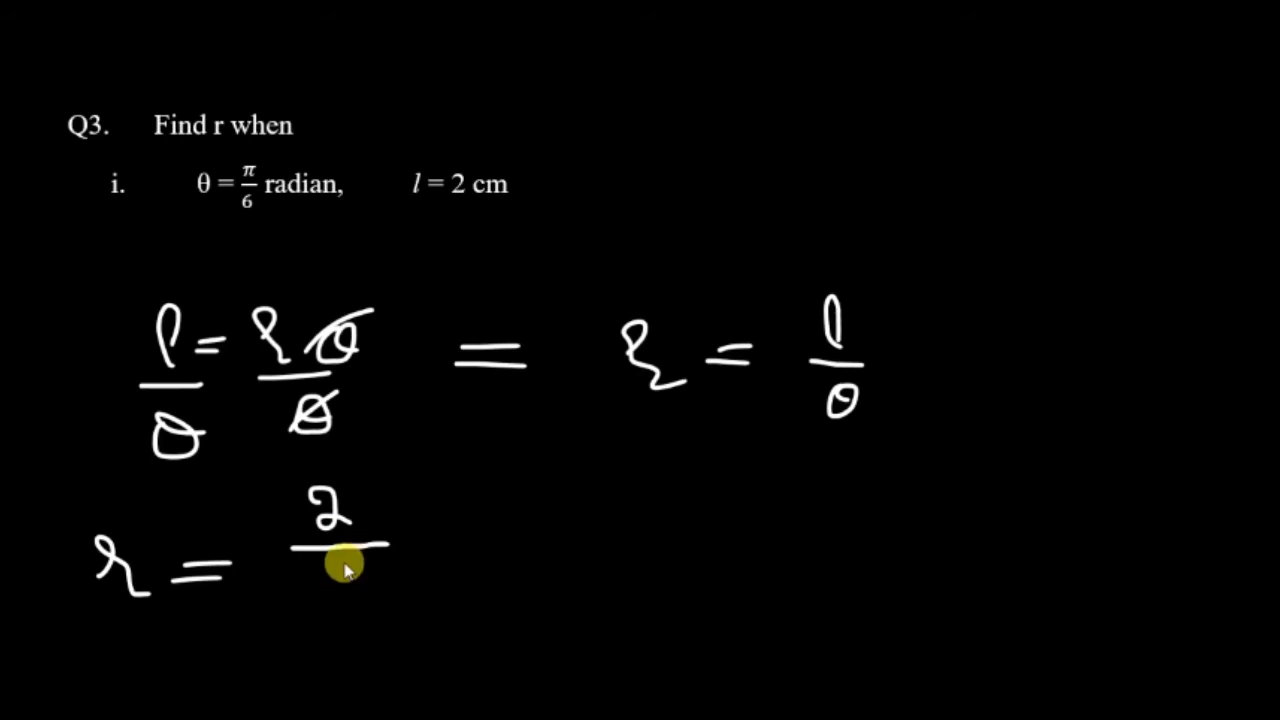 Q3. Find r when
i. θ = π/6 radian, l = 2 cm
l/θ = rθ/θ = r = l/θ
r = 2/